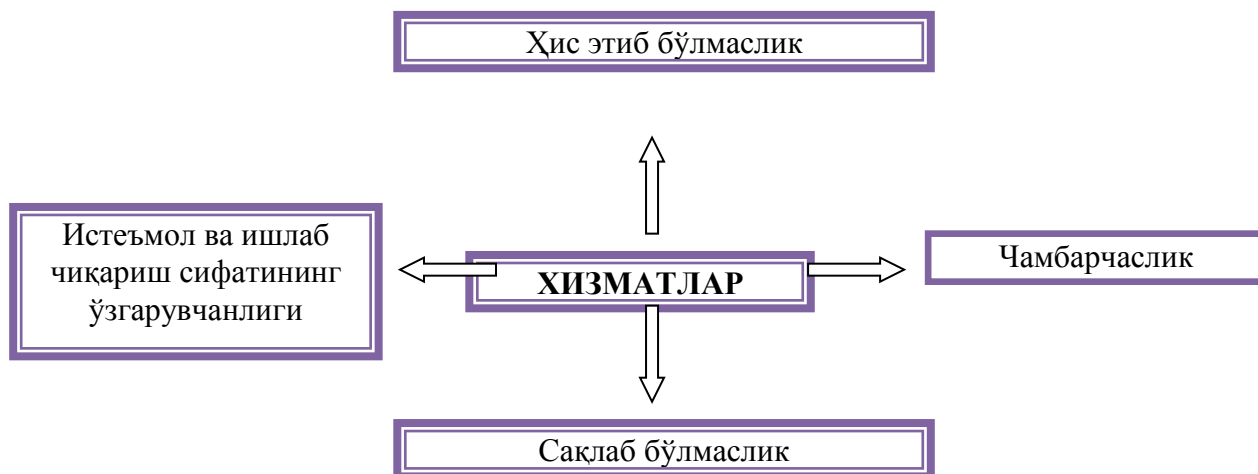 Ҳис этиб бўлмаслик
Истеъмол ва ишлаб
чиқариш сифатининг
ўзгарувчанлиги
ХИЗМАТЛАР
Чамбарчаслик
Сақлаб бўлмаслик